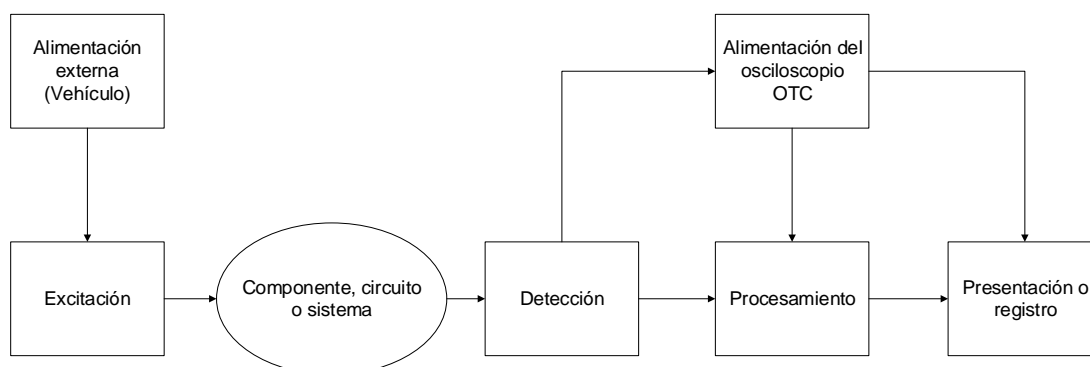 Alimentación
externa
(Vehículo)
Alimentación del
osciloscopio
OTC
Excitación
Componente, circuito
o sistema
Detección
Procesamiento
Presentación o
registro